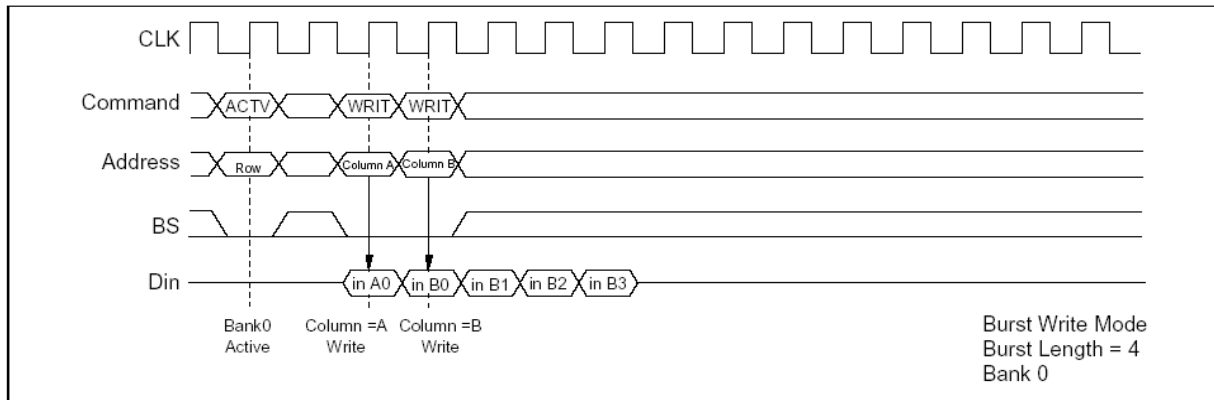 CLK
Command ACTV WRIT WRIT
Address Row Column A Column B
BS
Din in A0 in B0 in B1 in B2 in B3
Bank0 Column =A Column =B
Active Write Write
Burst Write Mode
Burst Length = 4
Bank 0